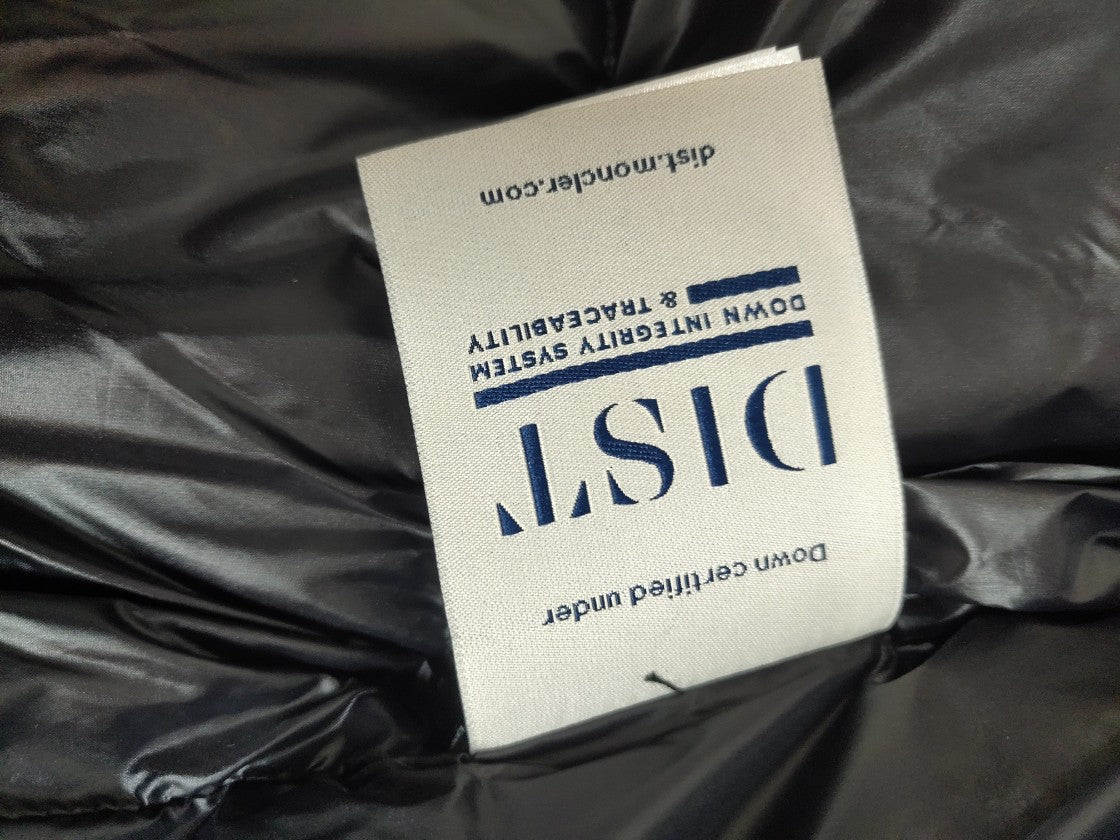 Down certified under
DIST
DOWN INTEGRITY SYSTEM
& TRACEABILITY
dist.moncler.com